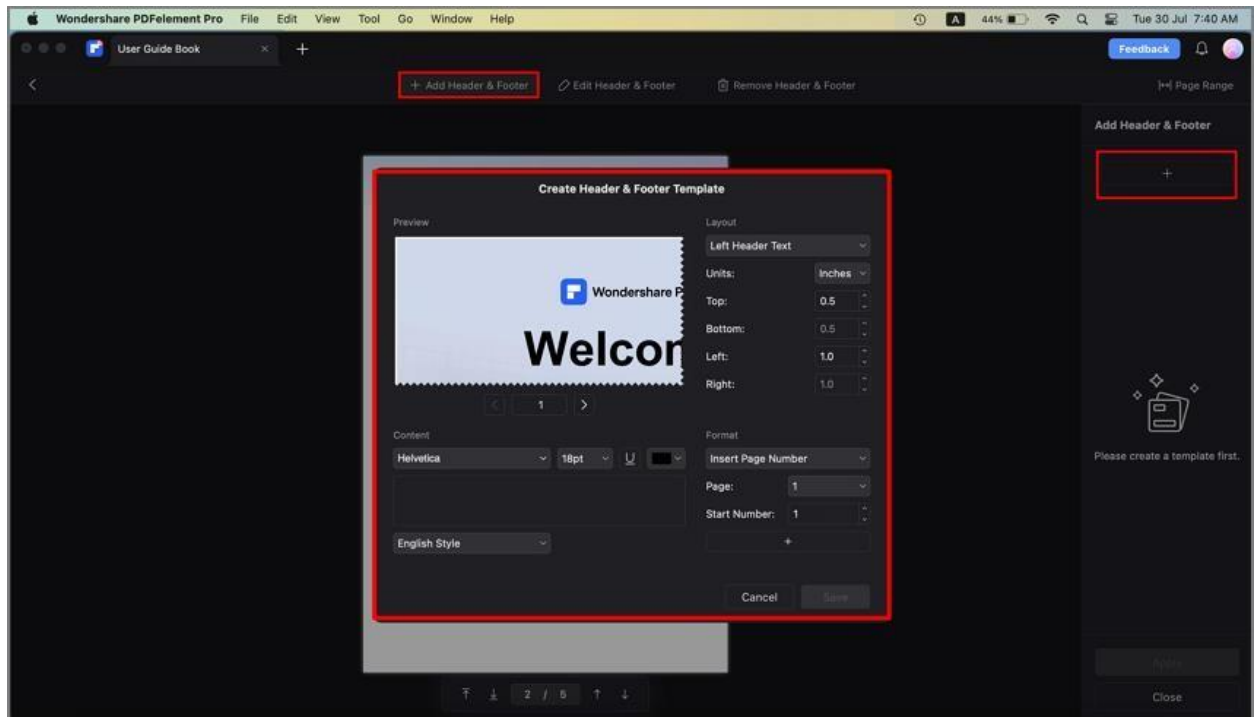 Wondershare PDFelement Pro File Edit View Tool Go Window Help A 44% Tue 30 Jul 7:40 AM
User Guide Book × + Feedback
+ Add Header & Footer Edit Header & Footer Remove Header & Footer Page Range
Add Header & Footer
+
Create Header & Footer Template
Preview Layout
Left Header Text
Units: Inches
Wondershare P
Top: 0.5
Bottom: 0.5
Welcom
Left: 1.0
Right: 1.0
1
Content Format
Helvetica 18pt U Insert Page Number
Please create a template first.
Page: 1
Start Number: 1
English Style +
Cancel Save
Apply
2 / 5 Close